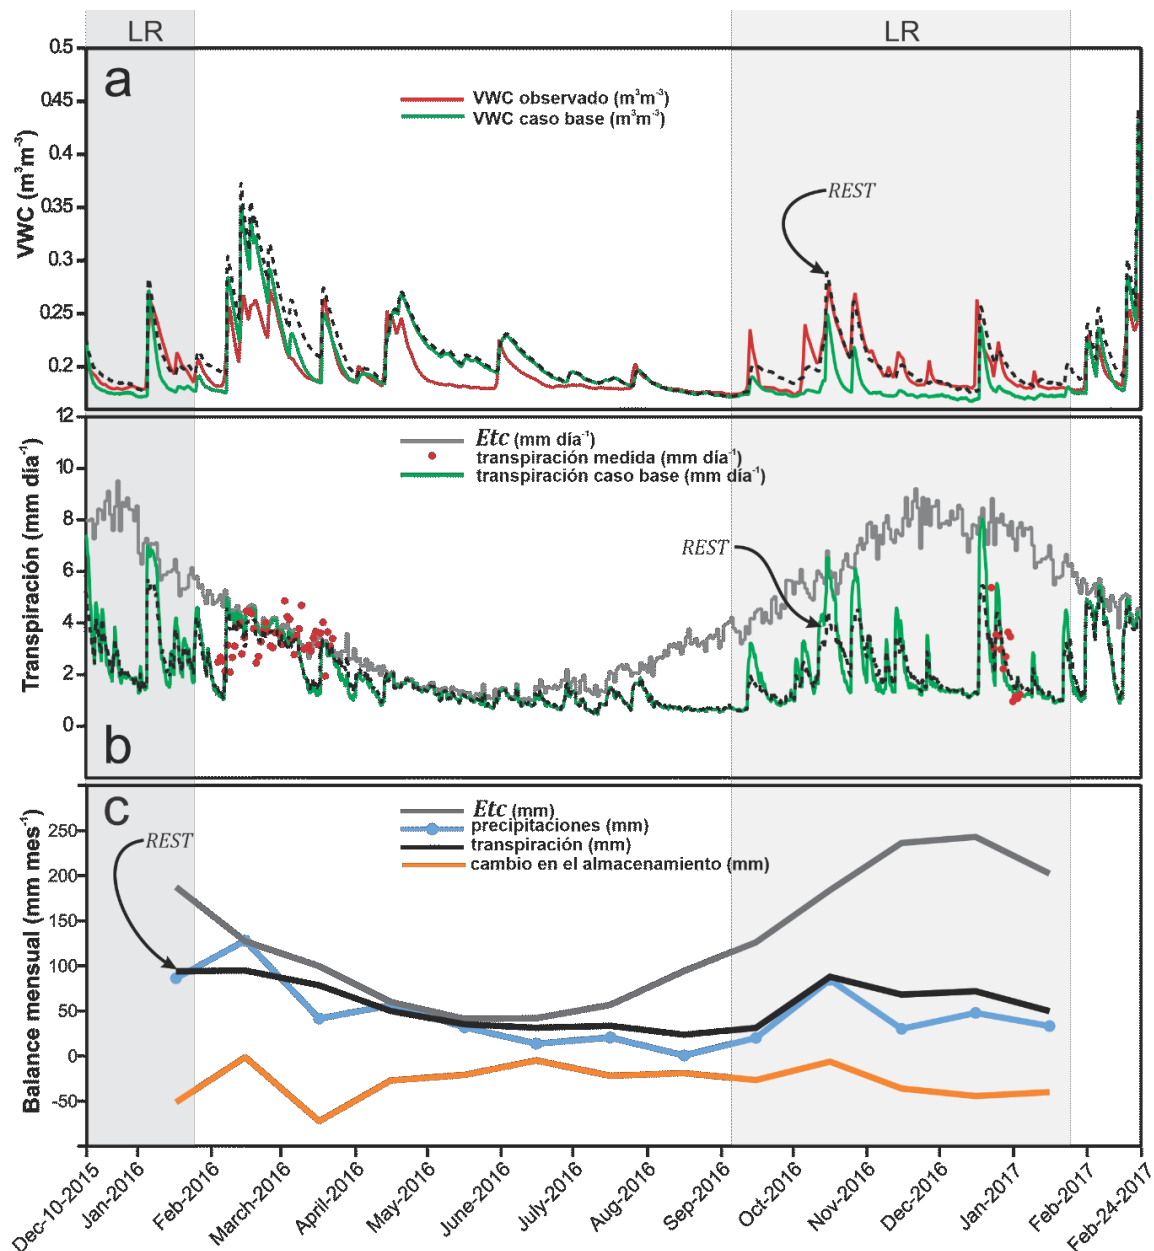 LR
LR
a
VWC (m³m⁻³)
0.5
0.45
0.4
0.35
0.3
0.25
0.2
VWC observado (m³m⁻³)
VWC caso base (m³m⁻³)
REST
b
Transpiración (mm día⁻¹)
12
10
8
6
4
2
0
Etc (mm día⁻¹)
transpiración medida (mm día⁻¹)
transpiración caso base (mm día⁻¹)
REST
c
Balance mensual (mm mes⁻¹)
250
200
150
100
50
0
-50
Etc (mm)
precipitaciones (mm)
transpiración (mm)
cambio en el almacenamiento (mm)
REST
Dec-10-2015
Jan-2016
Feb-2016
March-2016
April-2016
May-2016
June-2016
July-2016
Aug-2016
Sep-2016
Oct-2016
Nov-2016
Dec-2016
Jan-2017
Feb-2017
Feb-24-2017